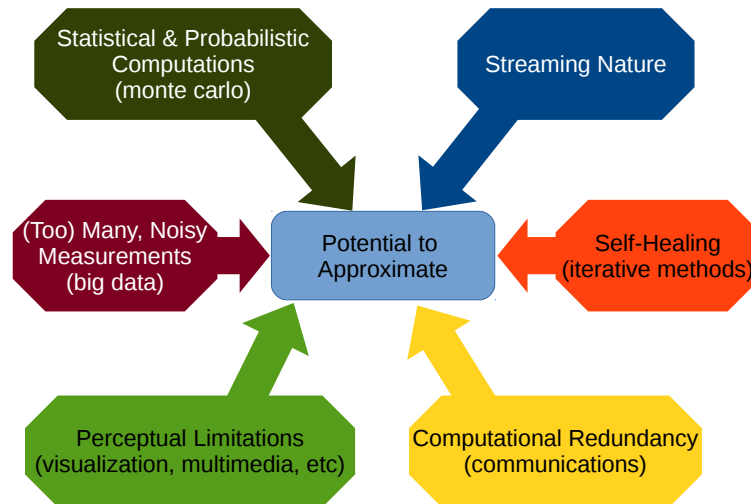 Statistical & Probabilistic
Computations
(monte carlo)
Streaming Nature
(Too) Many, Noisy
Measurements
(big data)
Potential to
Approximate
Self-Healing
(iterative methods)
Perceptual Limitations
(visualization, multimedia, etc)
Computational Redundancy
(communications)